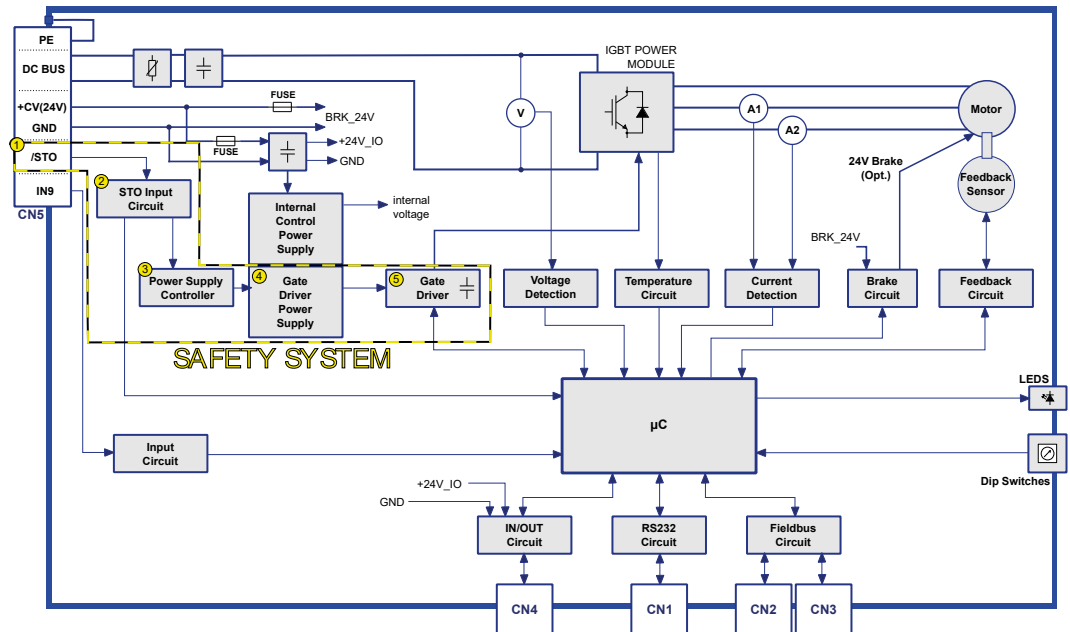 PE
DC BUS
+CV(24V)
GND
1
/STO
IN9
CN5
FUSE
BRK_24V
FUSE
+24V_IO
GND
2
STO Input
Circuit
Internal
Control
Power
Supply
internal
voltage
3
Power Supply
Controller
4
Gate
Driver
Power
Supply
5
Gate
Driver
SAFETY SYSTEM
IGBT POWER
MODULE
V
A1
A2
Motor
24V Brake
(Opt.)
Feedback
Sensor
BRK_24V
Voltage
Detection
Temperature
Circuit
Current
Detection
Brake
Circuit
Feedback
Circuit
µC
LEDS
Dip Switches
Input
Circuit
+24V_IO
GND
IN/OUT
Circuit
RS232
Circuit
Fieldbus
Circuit
CN4
CN1
CN2
CN3